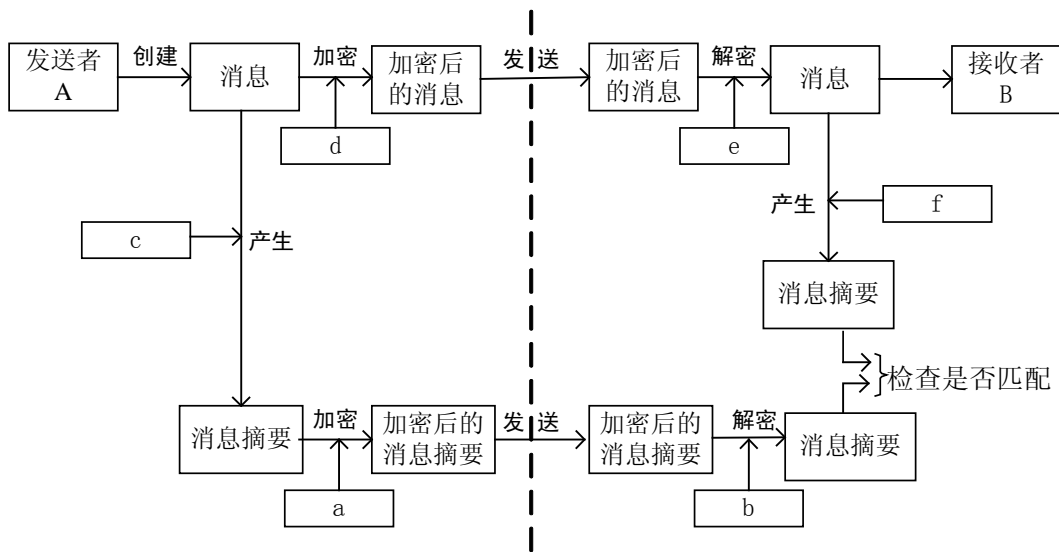 发送者
A
创建
消息
加密
加密后
的消息
发 送
加密后
的消息
解密
消息
接收者
B
d
e
c
产生
产生
f
消息摘要
检查是否匹配
消息摘要
加密
加密后的
消息摘要
发 送
加密后的
消息摘要
解密
消息摘要
a
b